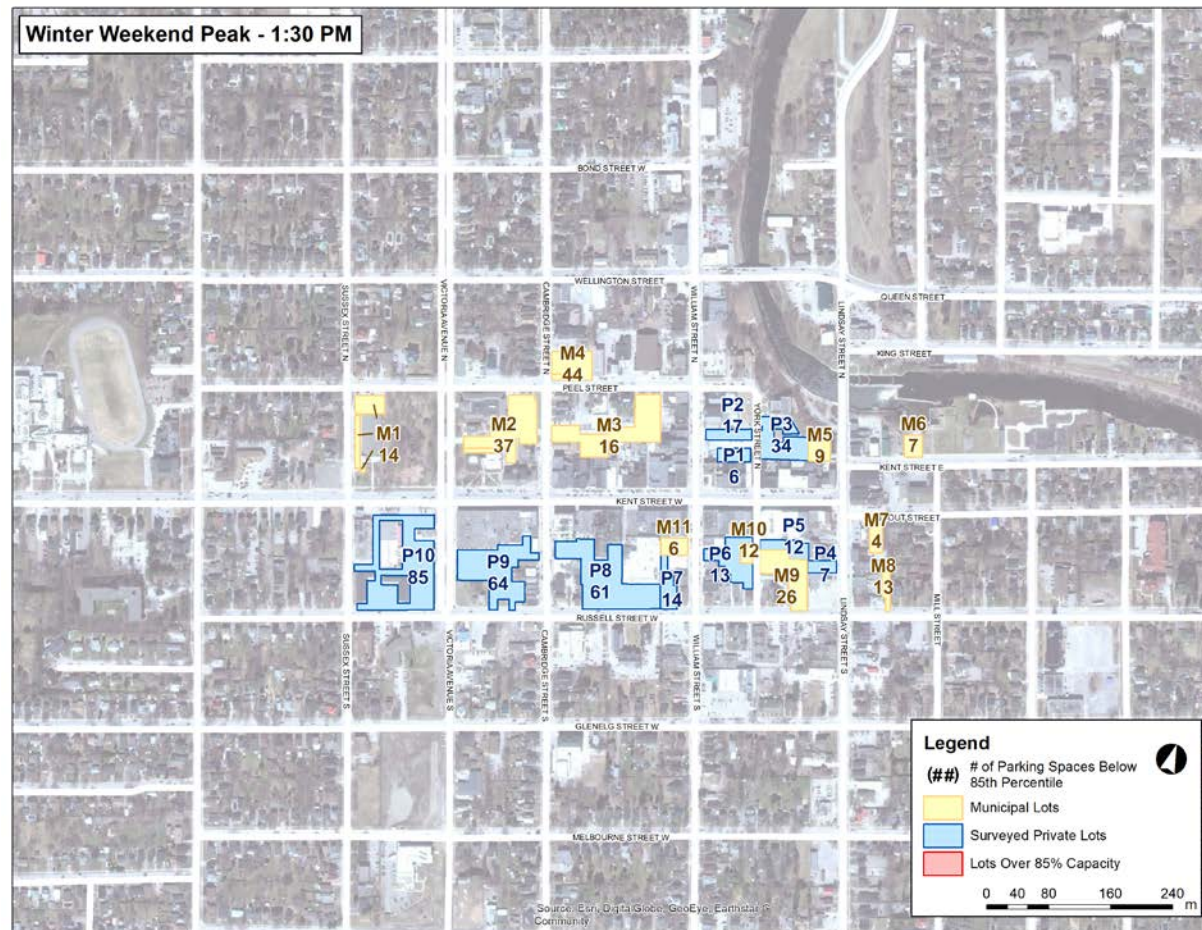 Winter Weekend Peak - 1:30 PM
BOND STREET W
WELLINGTON STREET
QUEEN STREET
SUSSEX STREET N
VICTORIA AVENUE N
CAMBRIDGE STREET N
WILLIAM STREET N
LINDSAY STREET N
KING STREET
M4
44
PEEL STREET
M1
14
M2
37
M3
16
P2
17
P1
6
YORK STREET N
P3
34
M5
9
M6
7
KENT STREET E
KENT STREET W
P10
85
P9
64
P8
61
M11
6
P7
14
P6
13
M10
12
P5
12
P4
7
M9
26
M7
4
M8
13
RUSSELL STREET W
SUSSEX STREET S
VICTORIA AVENUE S
CAMBRIDGE STREET S
WILLIAM STREET S
LINDSAY STREET S
MILL STREET
GLENELG STREET W
MELBOURNE STREET W
Legend
(##) # of Parking Spaces Below
85th Percentile
Municipal Lots
Surveyed Private Lots
Lots Over 85% Capacity
0 40 80 160 240
m
Source: Esri, DigitalGlobe, GeoEye, Earthstar G
Community